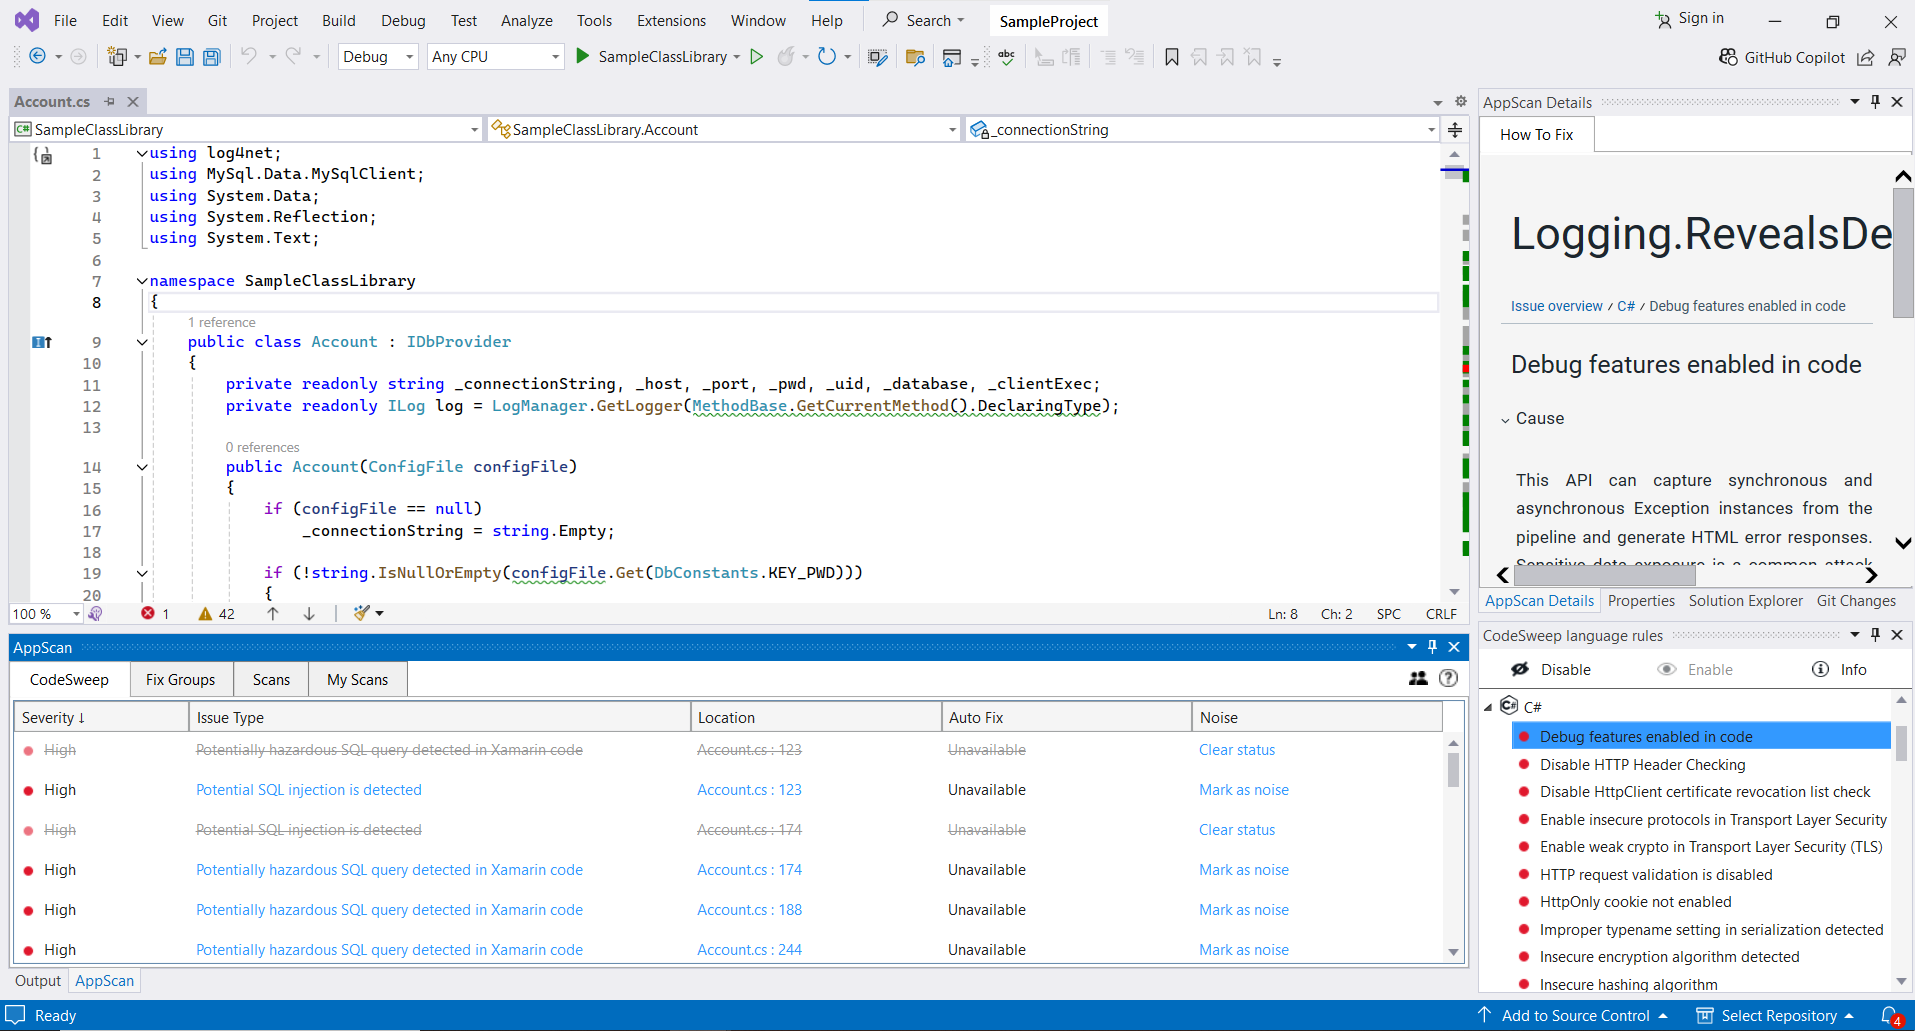 File Edit View Git Project Build Debug Test Analyze Tools Extensions Window Help Search SampleProject Sign in
Debug Any CPU SampleClassLibrary abc GitHub Copilot
Account.cs
C# SampleClassLibrary SampleClassLibrary.Account _connectionString
1 using log4net;
2 using MySql.Data.MySqlClient;
3 using System.Data;
4 using System.Reflection;
5 using System.Text;
6
7 namespace SampleClassLibrary
8 {
1 reference
9 public class Account : IDbProvider
10 {
11 private readonly string _connectionString, _host, _port, _pwd, _uid, _database, _clientExec;
12 private readonly ILog log = LogManager.GetLogger(MethodBase.GetCurrentMethod().DeclaringType);
13
0 references
14 public Account(ConfigFile configFile)
15 {
16 if (configFile == null)
17 _connectionString = string.Empty;
18
19 if (!string.IsNullOrEmpty(configFile.Get(DbConstants.KEY_PWD)))
20 {
100 % 1 42 Ln: 8 Ch: 2 SPC CRLF
AppScan
CodeSweep Fix Groups Scans My Scans ?
Severity ↓ Issue Type Location Auto Fix Noise
High Potentially hazardous SQL query detected in Xamarin code Account.cs : 123 Unavailable Clear status
High Potential SQL injection is detected Account.cs : 123 Unavailable Mark as noise
High Potential SQL injection is detected Account.cs : 174 Unavailable Clear status
High Potentially hazardous SQL query detected in Xamarin code Account.cs : 174 Unavailable Mark as noise
High Potentially hazardous SQL query detected in Xamarin code Account.cs : 188 Unavailable Mark as noise
High Potentially hazardous SQL query detected in Xamarin code Account.cs : 244 Unavailable Mark as noise
Output AppScan
AppScan Details
How To Fix
Logging.RevealsDe
Issue overview / C# / Debug features enabled in code
Debug features enabled in code
Cause
This API can capture synchronous and
asynchronous Exception instances from the
pipeline and generate HTML error responses.
Sensitive data exposure is a common attack
AppScan Details Properties Solution Explorer Git Changes
CodeSweep language rules
Disable Enable Info
C# C#
Debug features enabled in code
Disable HTTP Header Checking
Disable HttpClient certificate revocation list check
Enable insecure protocols in Transport Layer Security
Enable weak crypto in Transport Layer Security (TLS)
HTTP request validation is disabled
HttpOnly cookie not enabled
Improper typename setting in serialization detected
Insecure encryption algorithm detected
Insecure hashing algorithm
Ready Add to Source Control Select Repository 4